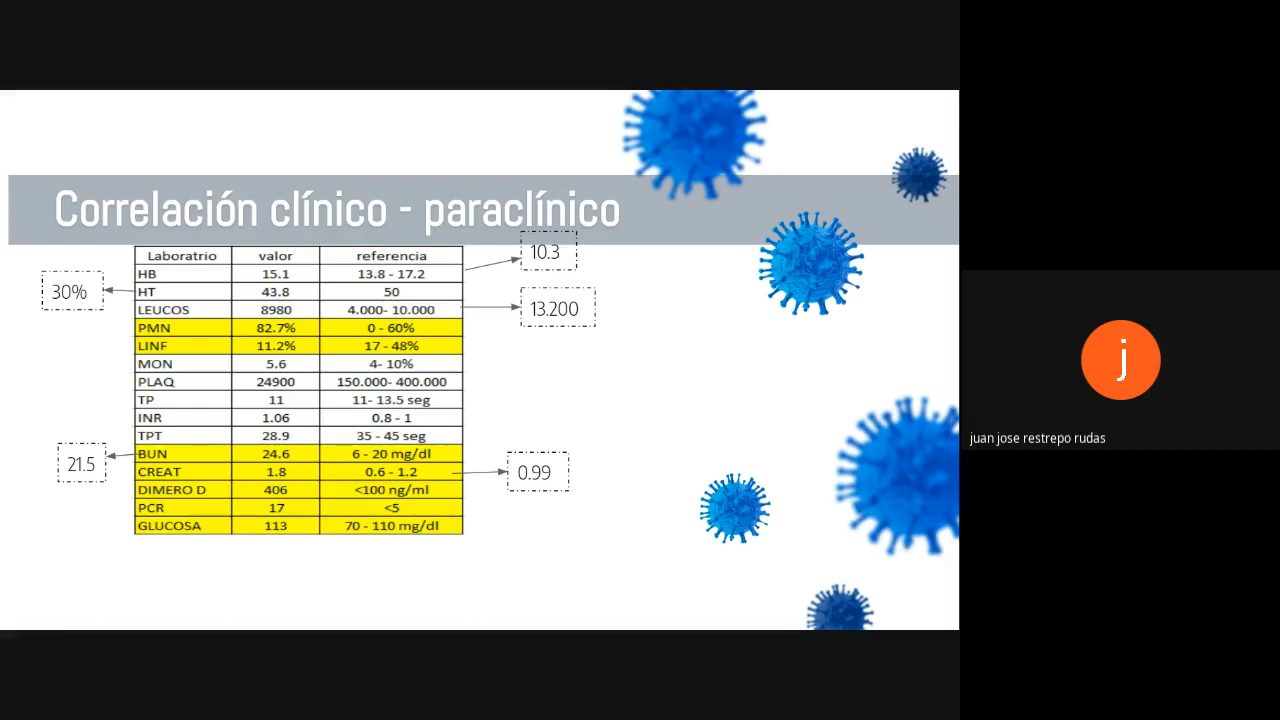 Correlación clínico - paraclínico
10.3
30%
13.200
21.5
0.99
Laboratrio valor referencia
HB 15.1 13.8 - 17.2
HT 43.8 50
LEUCOS 8980 4.000- 10.000
PMN 82.7% 0 - 60%
LINF 11.2% 17 - 48%
MON 5.6 4- 10%
PLAQ 24900 150.000- 400.000
TP 11 11- 13.5 seg
INR 1.06 0.8 - 1
TPT 28.9 35 - 45 seg
BUN 24.6 6 - 20 mg/dl
CREAT 1.8 0.6 - 1.2
DIMERO D 406 <100 ng/ml
PCR 17 <5
GLUCOSA 113 70 - 110 mg/dl
j
juan jose restrepo rudas